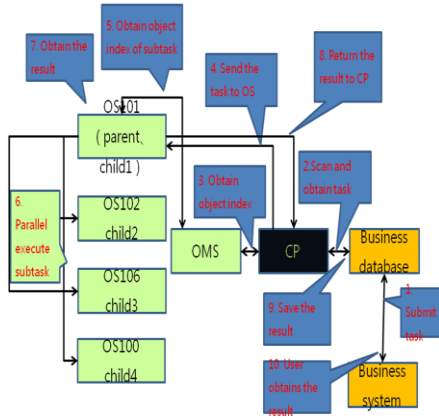 5. Obtain object
index of subtask
7. Obtain the
result
4. Send the
task to OS
8. Return the
result to CP
OS101
( parent、
child1 )
3. Obtain
object index
2.Scan and
obtain task
6.
Parallel
execute
subtask
OS102
child2
OMS
CP
Business
database
OS106
child3
9. Save the
result
1.
Submit
task
OS100
child4
10. User
obtains the
result
Business
system